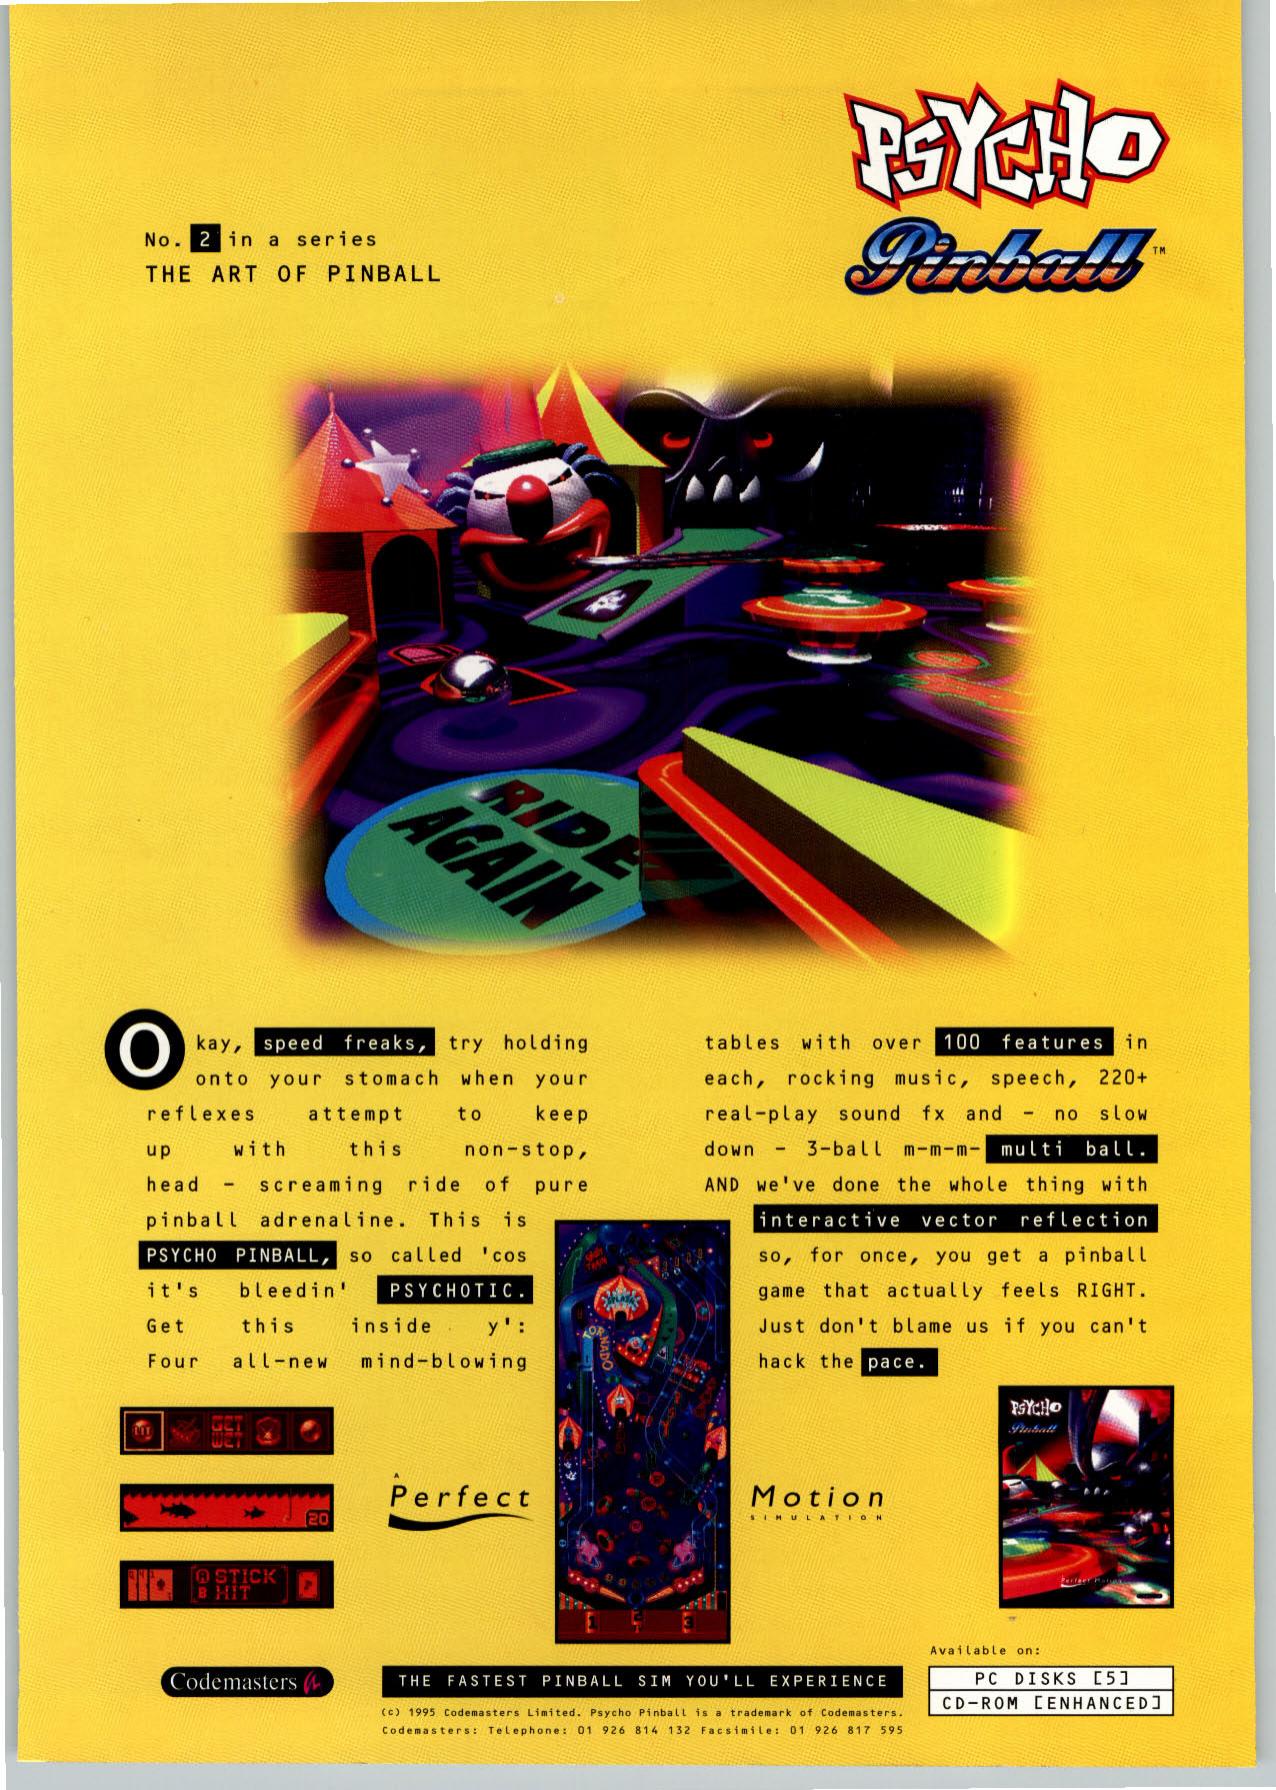 PSYCHO
Pinball™
No. 2 in a series
THE ART OF PINBALL
RIDE
AGAIN
Okay, speed freaks, try holding
onto your stomach when your
reflexes attempt to keep
up with this non-stop,
head - screaming ride of pure
pinball adrenaline. This is
PSYCHO PINBALL, so called 'cos
it's bleedin' PSYCHOTIC.
Get this inside y':
Four all-new mind-blowing
tables with over 100 features in
each, rocking music, speech, 220+
real-play sound fx and - no slow
down - 3-ball m-m-m- multi ball.
AND we've done the whole thing with
interactive vector reflection
so, for once, you get a pinball
game that actually feels RIGHT.
Just don't blame us if you can't
hack the pace.
GET
WET
20
STICK
HIT
A
Perfect
Motion
SIMULATION
TORNADO
1 2 3
PSYCHO
Pinball
Perfect Motion
Codemasters
THE FASTEST PINBALL SIM YOU'LL EXPERIENCE
(c) 1995 Codemasters Limited. Psycho Pinball is a trademark of Codemasters.
Codemasters: Telephone: 01 926 814 132 Facsimile: 01 926 817 595
Available on:
PC DISKS [5]
CD-ROM [ENHANCED]